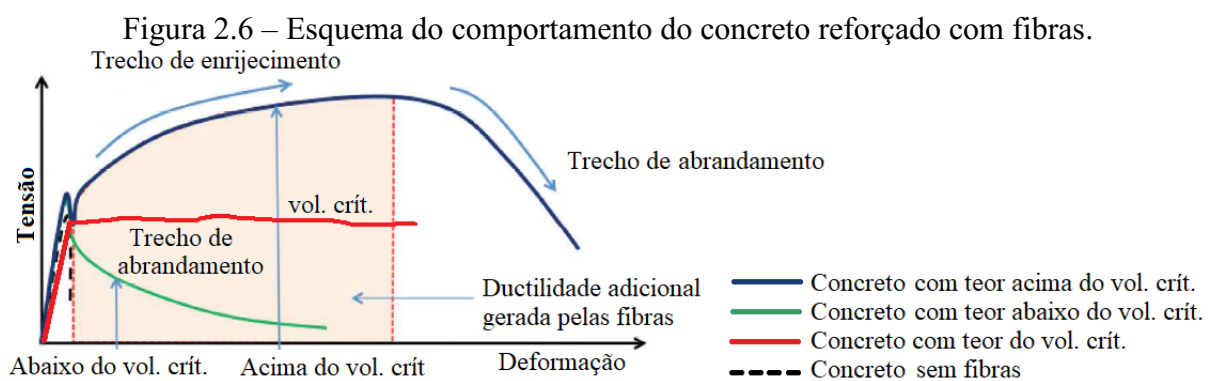 Figura 2.6 – Esquema do comportamento do concreto reforçado com fibras.
Trecho de enrijecimento
Trecho de abrandamento
Tensão
vol. crít.
Trecho de
abrandamento
Ductilidade adicional
gerada pelas fibras
Abaixo do vol. crít.
Acima do vol. crít
Deformação
Concreto com teor acima do vol. crít.
Concreto com teor abaixo do vol. crít.
Concreto com teor do vol. crít.
Concreto sem fibras